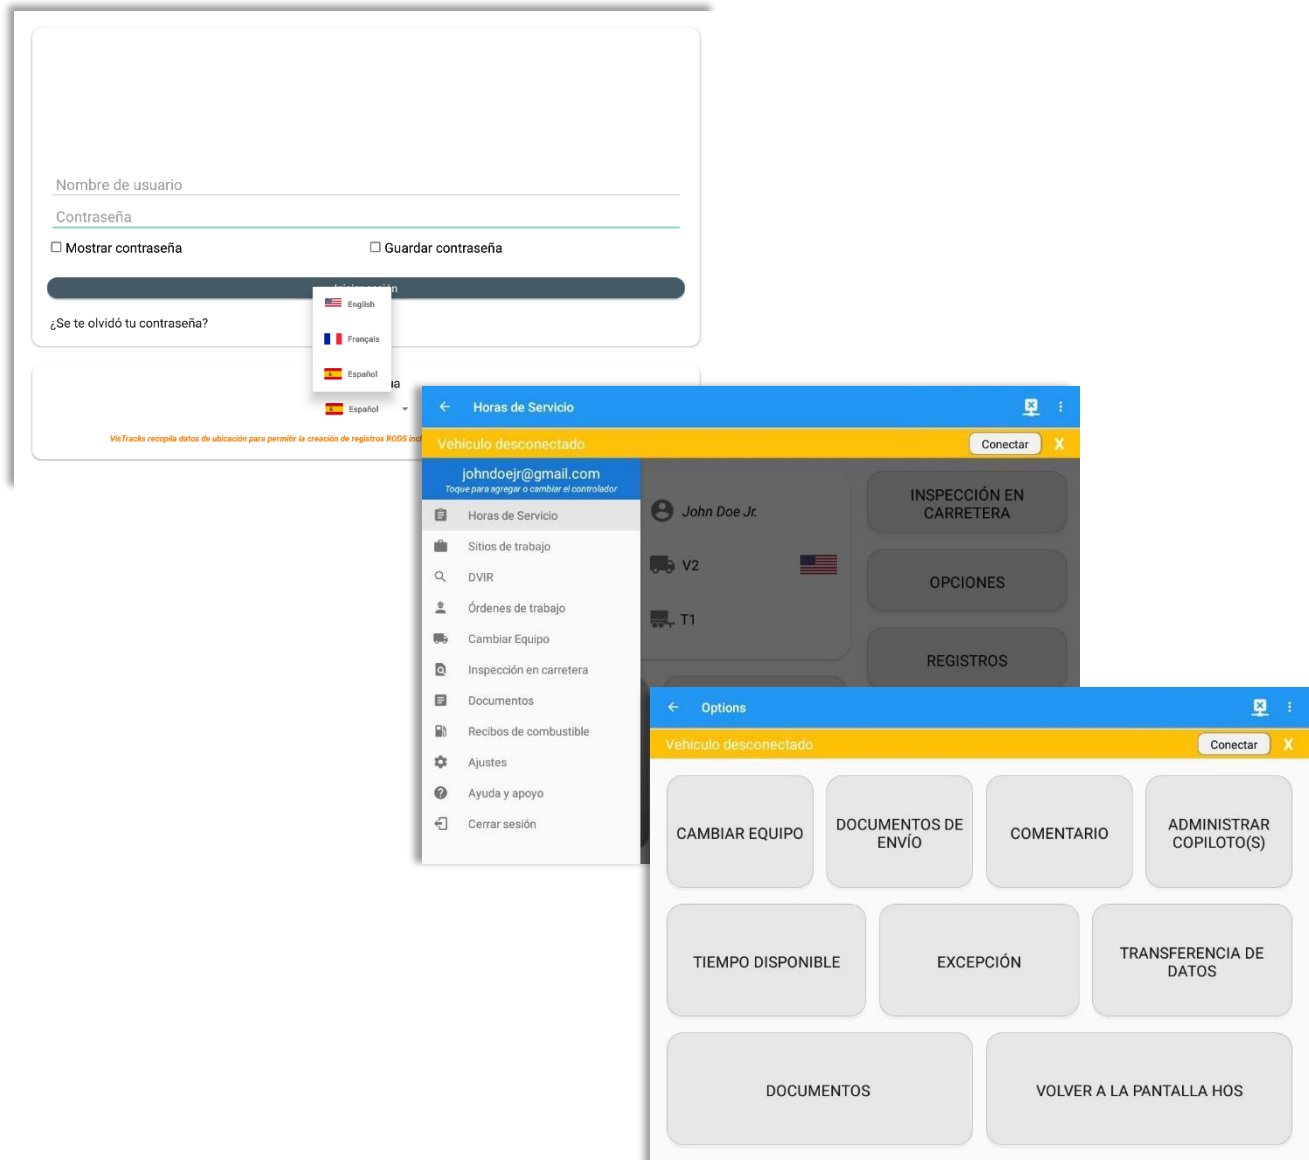 Nombre de usuario
Contraseña
Mostrar contraseña
Guardar contraseña
¿Se te olvidó tu contraseña?
English
Français
Español
Español
VisTracks recopila datos de ubicación para permitir la creación de registros RODS
Horas de Servicio
Vehículo desconectado
Conectar
X
johndoejr@gmail.com
Toque para agregar o cambiar el controlador
Horas de Servicio
Sitios de trabajo
DVIR
Órdenes de trabajo
Cambiar Equipo
Inspección en carretera
Documentos
Recibos de combustible
Ajustes
Ayuda y apoyo
Cerrar sesión
John Doe Jr.
V2
T1
INSPECCIÓN EN
CARRETERA
OPCIONES
REGISTROS
Options
Vehículo desconectado
Conectar
X
CAMBIAR EQUIPO
DOCUMENTOS DE
ENVÍO
COMENTARIO
ADMINISTRAR
COPILOTO(S)
TIEMPO DISPONIBLE
EXCEPCIÓN
TRANSFERENCIA DE
DATOS
DOCUMENTOS
VOLVER A LA PANTALLA HOS